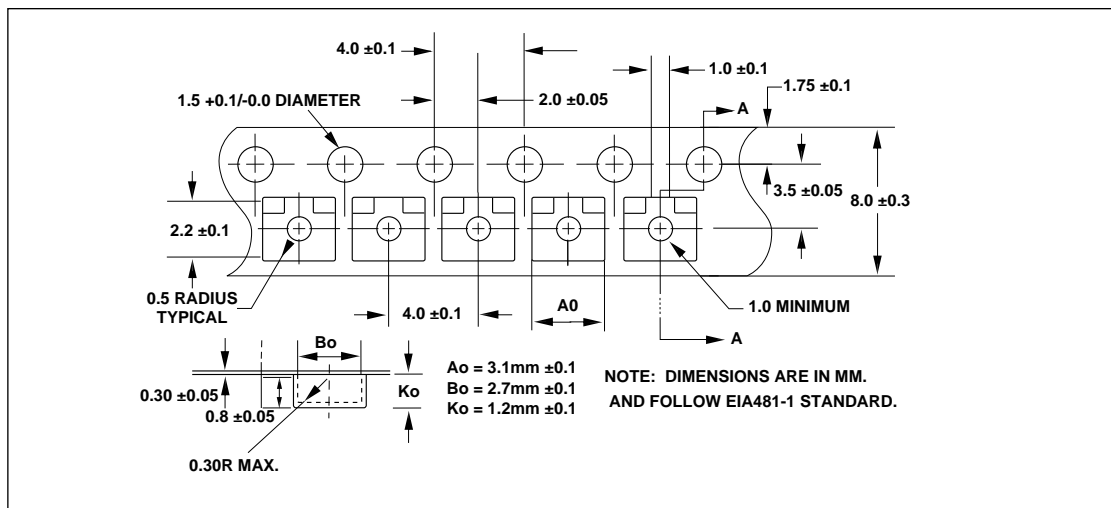 4.0 ±0.1
1.0 ±0.1
1.75 ±0.1
1.5 +0.1/-0.0 DIAMETER
2.0 ±0.05
A
3.5 ±0.05
8.0 ±0.3
2.2 ±0.1
0.5 RADIUS
TYPICAL
4.0 ±0.1
A0
1.0 MINIMUM
A
Bo
Ko
Ao = 3.1mm ±0.1
Bo = 2.7mm ±0.1
Ko = 1.2mm ±0.1
NOTE: DIMENSIONS ARE IN MM.
AND FOLLOW EIA481-1 STANDARD.
0.30 ±0.05
0.8 ±0.05
0.30R MAX.